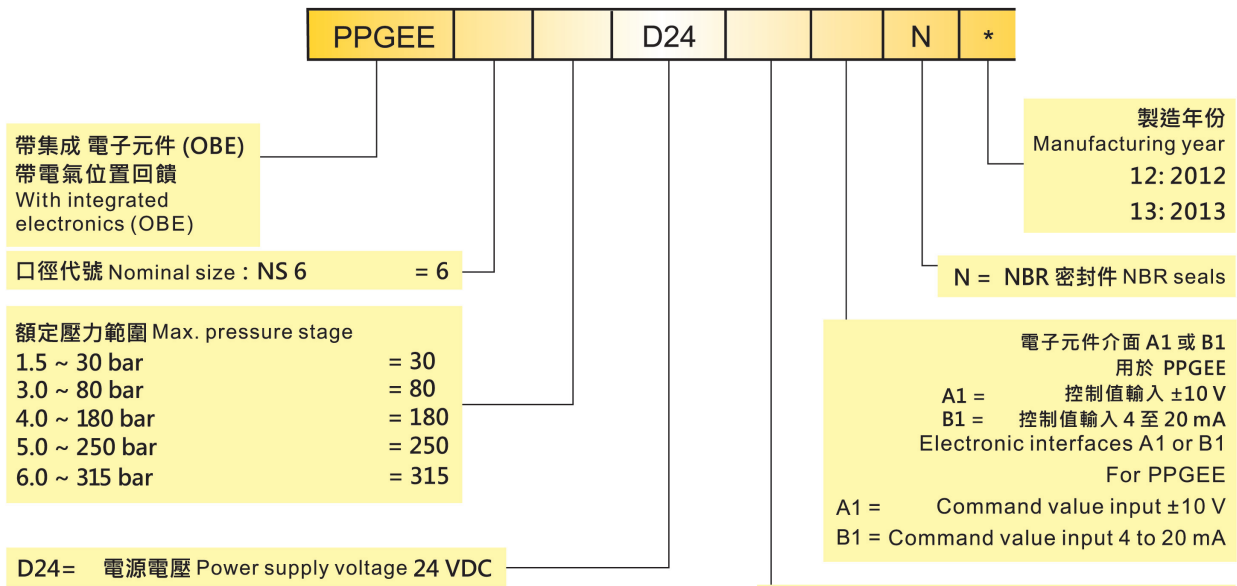 PPGEE D24 N *
帶集成 電子元件 (OBE)
帶電氣位置回饋
With integrated
electronics (OBE)
口徑代號 Nominal size : NS 6 = 6
額定壓力範圍 Max. pressure stage
1.5 ~ 30 bar = 30
3.0 ~ 80 bar = 80
4.0 ~ 180 bar = 180
5.0 ~ 250 bar = 250
6.0 ~ 315 bar = 315
D24= 電源電壓 Power supply voltage 24 VDC
製造年份
Manufacturing year
12: 2012
13: 2013
N = NBR 密封件 NBR seals
電子元件介面 A1 或 B1
用於 PPGEE
A1 = 控制值輸入 ±10 V
B1 = 控制值輸入 4 至 20 mA
Electronic interfaces A1 or B1
For PPGEE
A1 = Command value input ±10 V
B1 = Command value input 4 to 20 mA